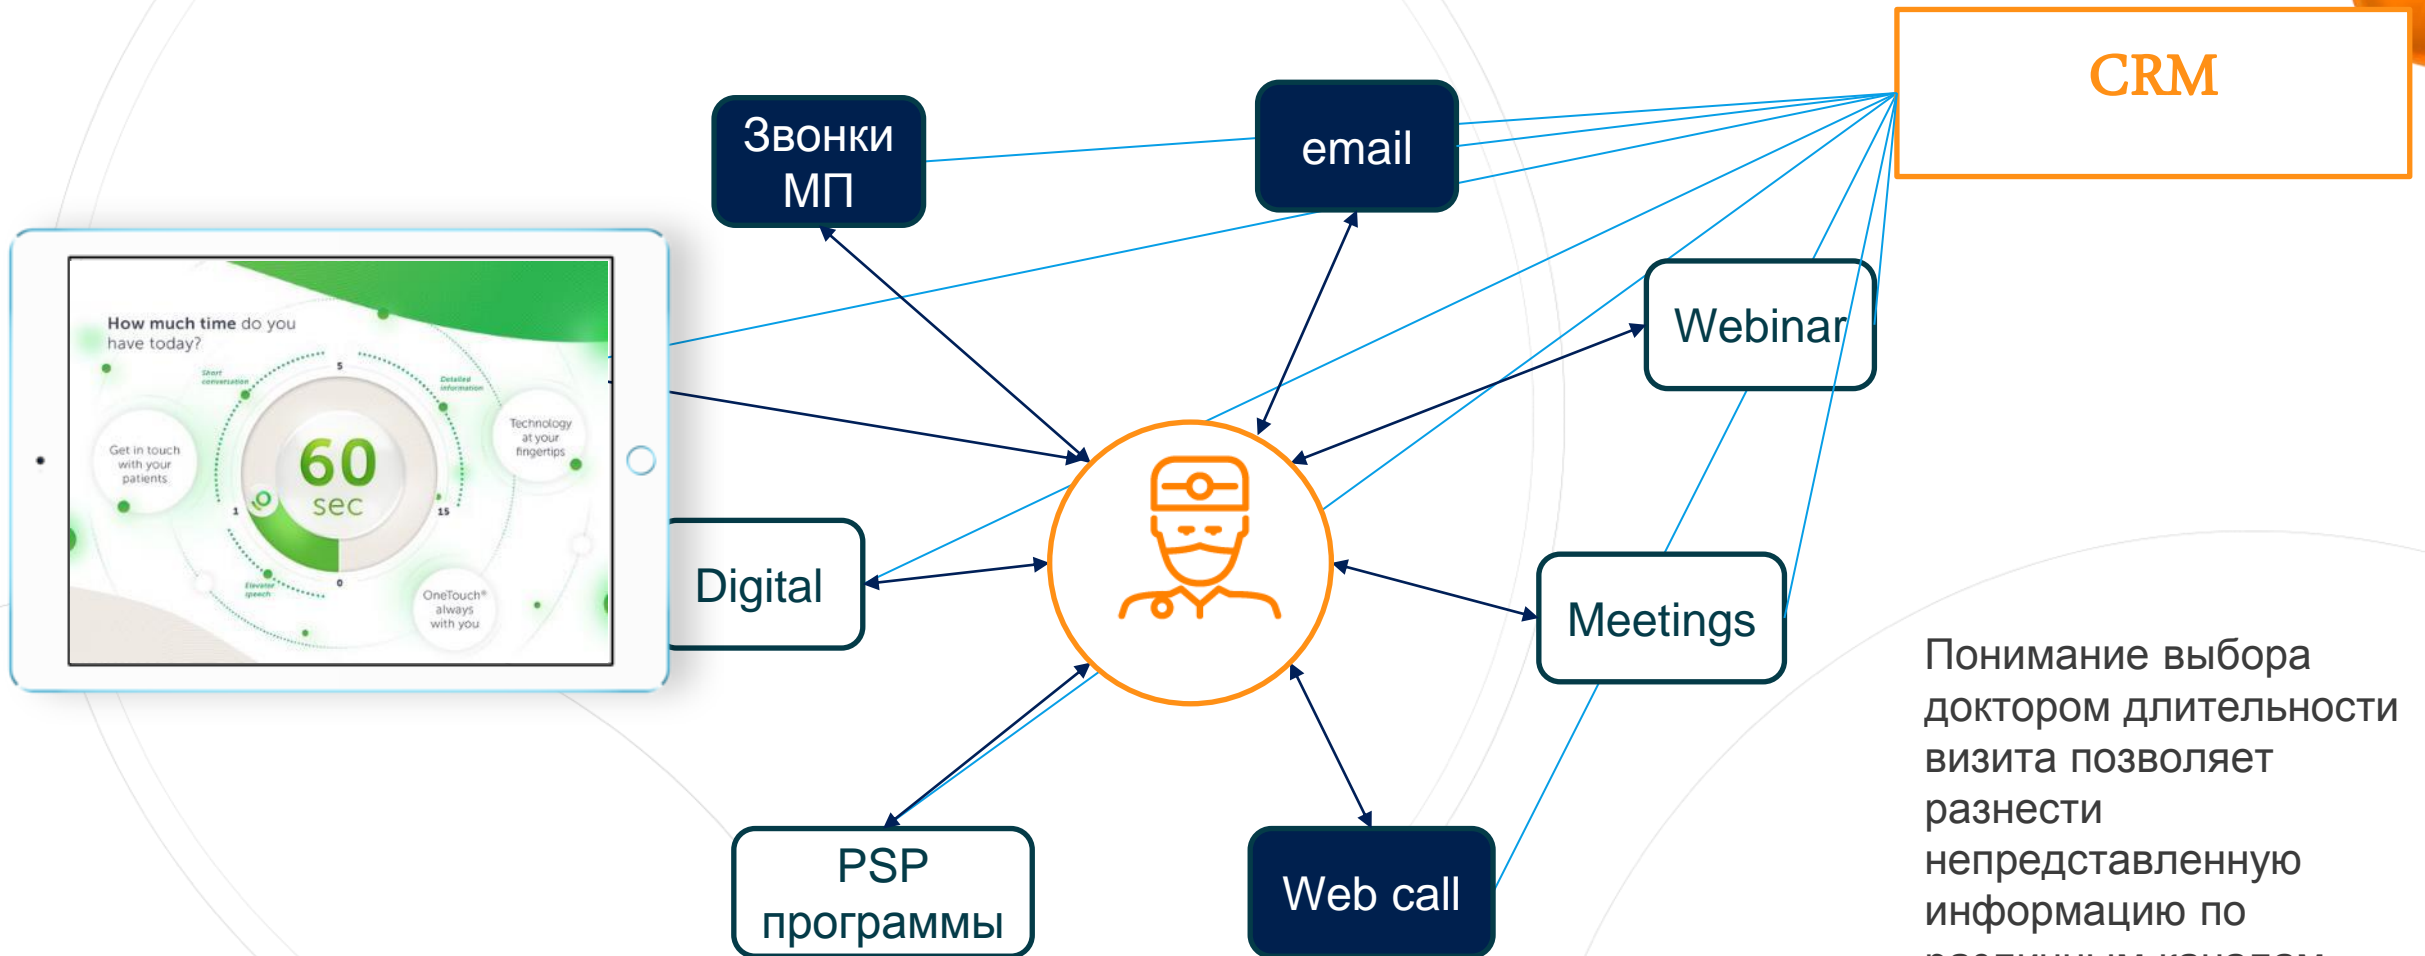 CRM
Звонки
МП
email
Webinar
How much time do you
have today?
5
Short
conversation
Detailed
information
Technology
at your
fingertips
Get in touch
with your
patients
60
sec
1
15
0
Elevator
speech
OneTouch®
always
with you
Digital
Meetings
PSP
программы
Web call
Понимание выбора
доктором длительности
визита позволяет
разнести
непредставленную
информацию по
различным каналам